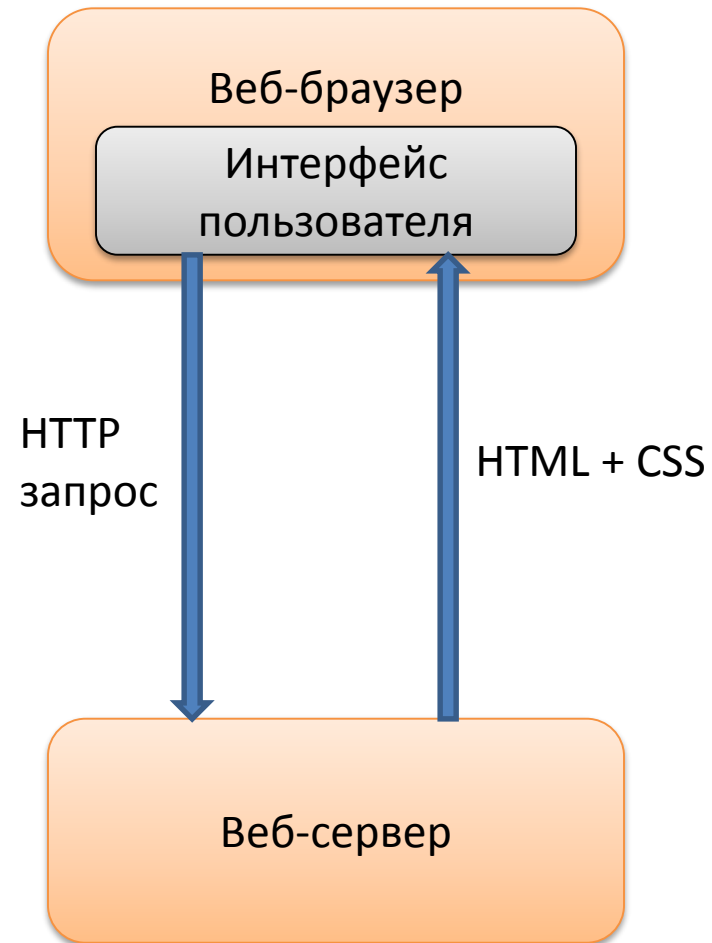 Веб-браузер
Интерфейс
пользователя
HTTP
запрос
HTML + CSS
Веб-сервер